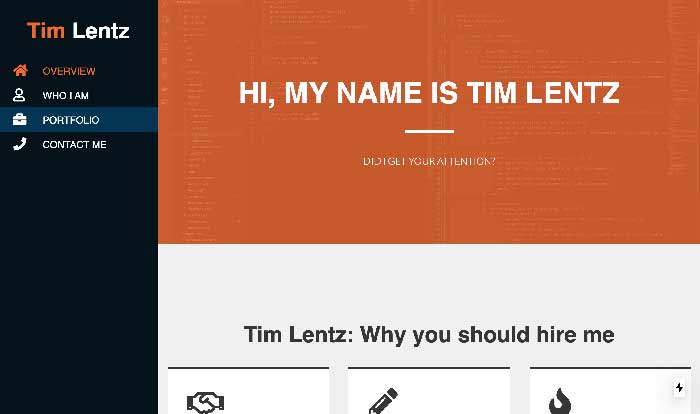 Tim Lentz
OVERVIEW
WHO I AM
PORTFOLIO
CONTACT ME
HI, MY NAME IS TIM LENTZ
DID I GET YOUR ATTENTION?
Tim Lentz: Why you should hire me